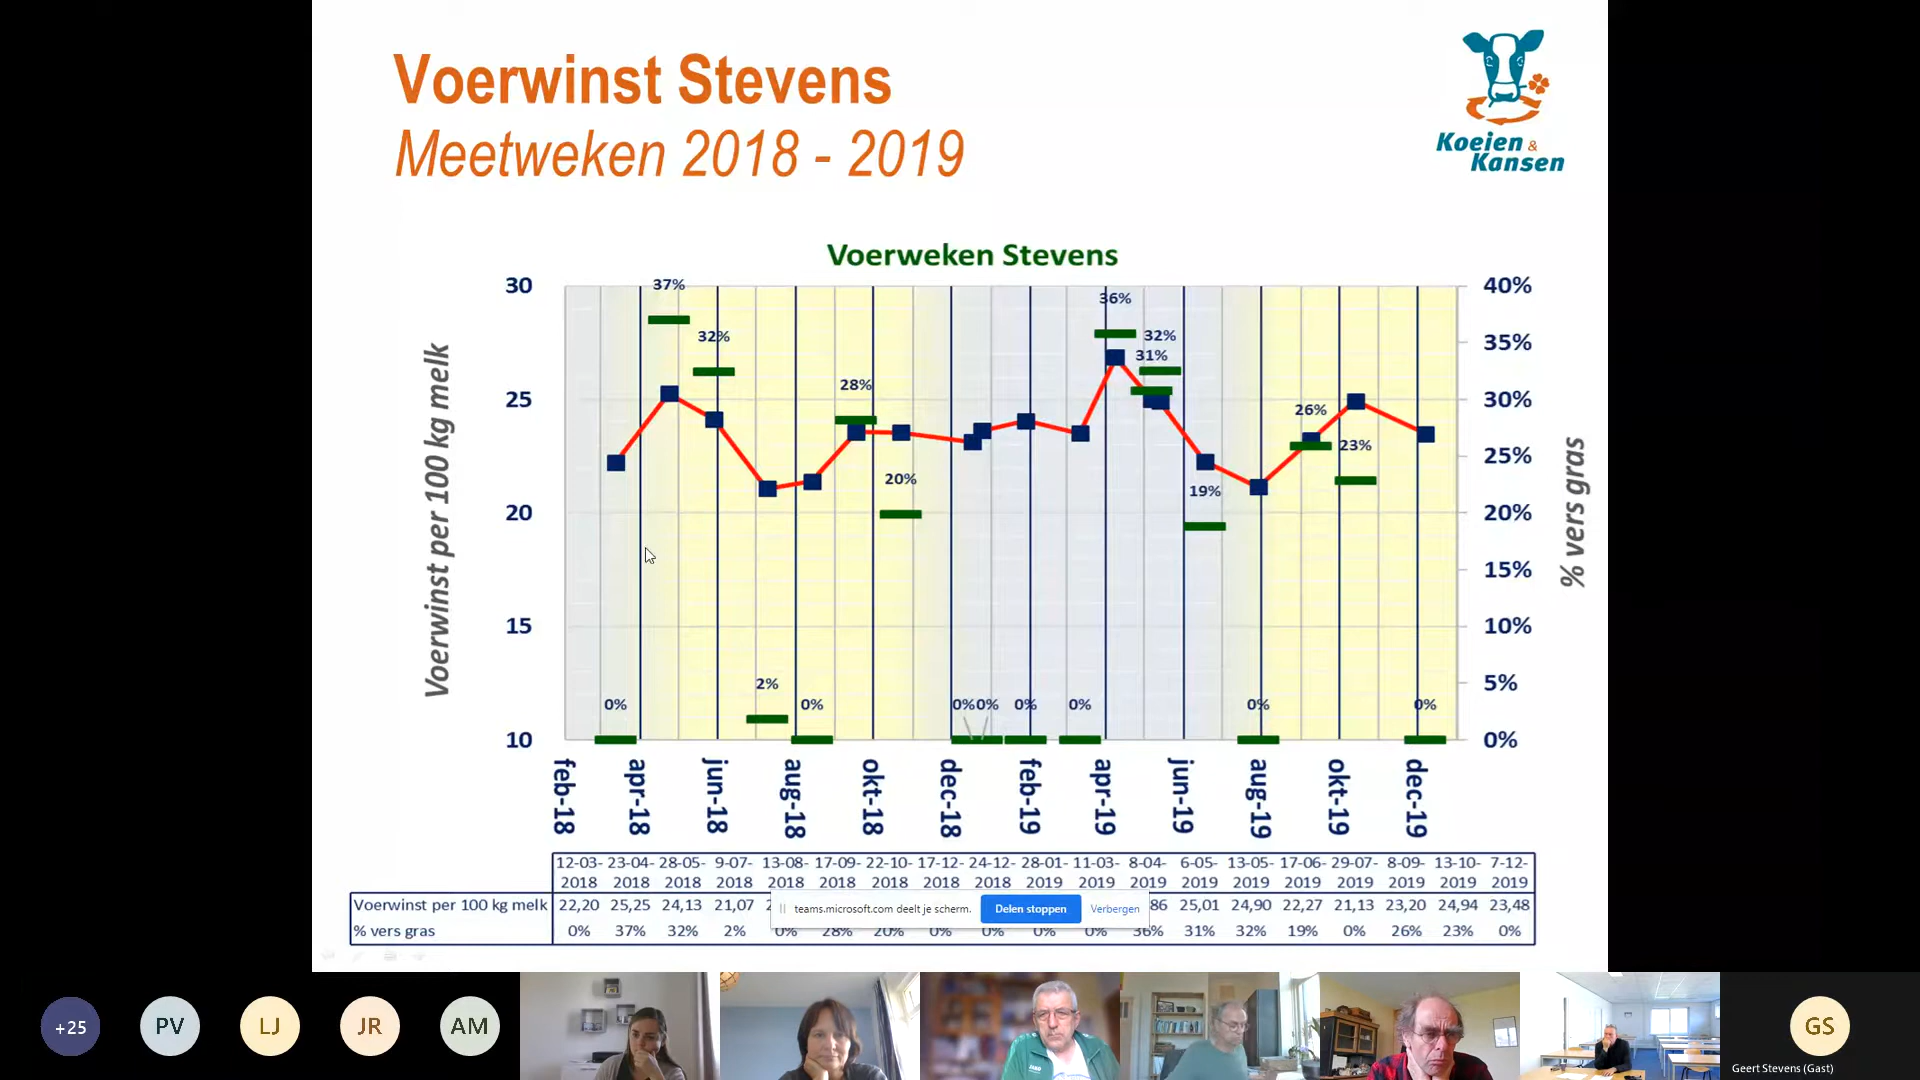 Voerwinst Stevens
Meetweken 2018 - 2019
Koeien &
Kansen
Voerweken Stevens
Voerwinst per 100 kg melk
30
25
20
15
10
37%
32%
28%
20%
2%
0%
0%
0%
0%
0%
0%
36%
32%
31%
19%
0%
26%
23%
0%
40%
35%
30%
25%
20%
15%
10%
5%
0%
% vers gras
feb-18 apr-18 jun-18 aug-18 okt-18 dec-18 feb-19 apr-19 jun-19 aug-19 okt-19 dec-19
12-03- 23-04- 28-05- 9-07- 13-08- 17-09- 22-10- 17-12- 24-12- 28-01- 11-03- 8-04- 6-05- 13-05- 17-06- 29-07- 8-09- 13-10- 7-12-
2018 2018 2018 2018 2018 2018 2018 2018 2018 2019 2019 2019 2019 2019 2019 2019 2019 2019 2019
Voerwinst per 100 kg melk 22,20 25,25 24,13 21,07 86 25,01 24,90 22,27 21,13 23,20 24,94 23,48
% vers gras 0% 37% 32% 2% 0% 28% 20% 0% 0% 0% 0% 36% 31% 32% 19% 0% 26% 23% 0%
teams.microsoft.com deelt je scherm. Delen stoppen Verbergen
+25 PV LJ JR AM GS
Geert Stevens (Gast)